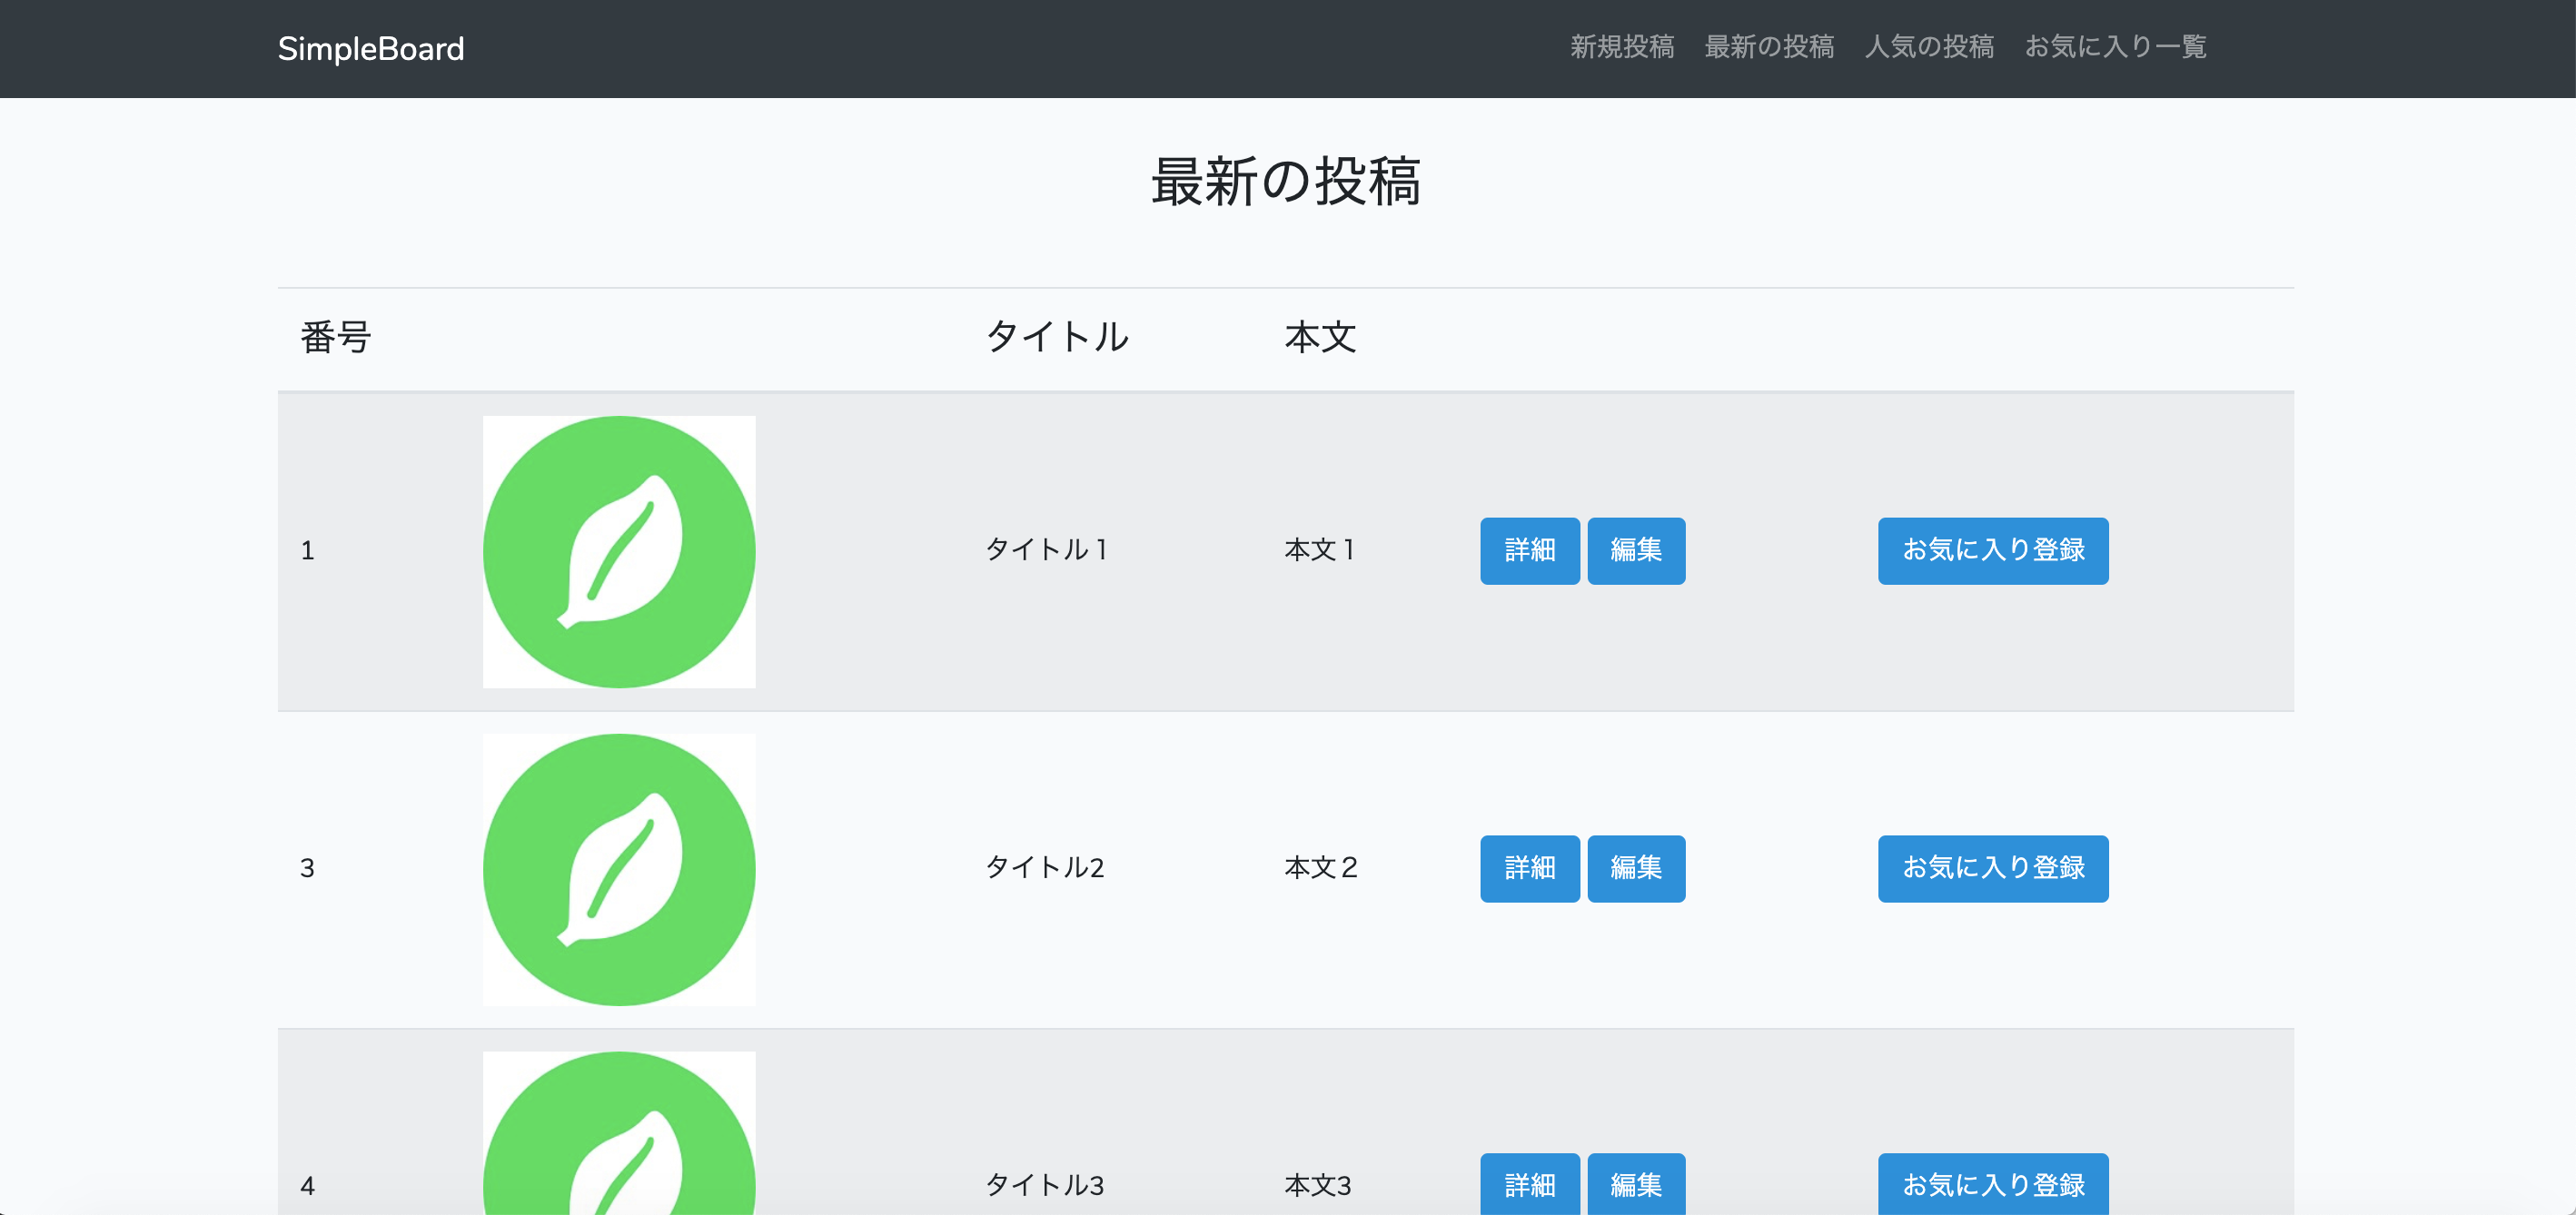 SimpleBoard 新規投稿 最新の投稿 人気の投稿 お気に入り一覧
最新の投稿
番号 タイトル 本文
1 タイトル１ 本文１ 詳細 編集 お気に入り登録
3 タイトル2 本文２ 詳細 編集 お気に入り登録
4 タイトル3 本文3 詳細 編集 お気に入り登録